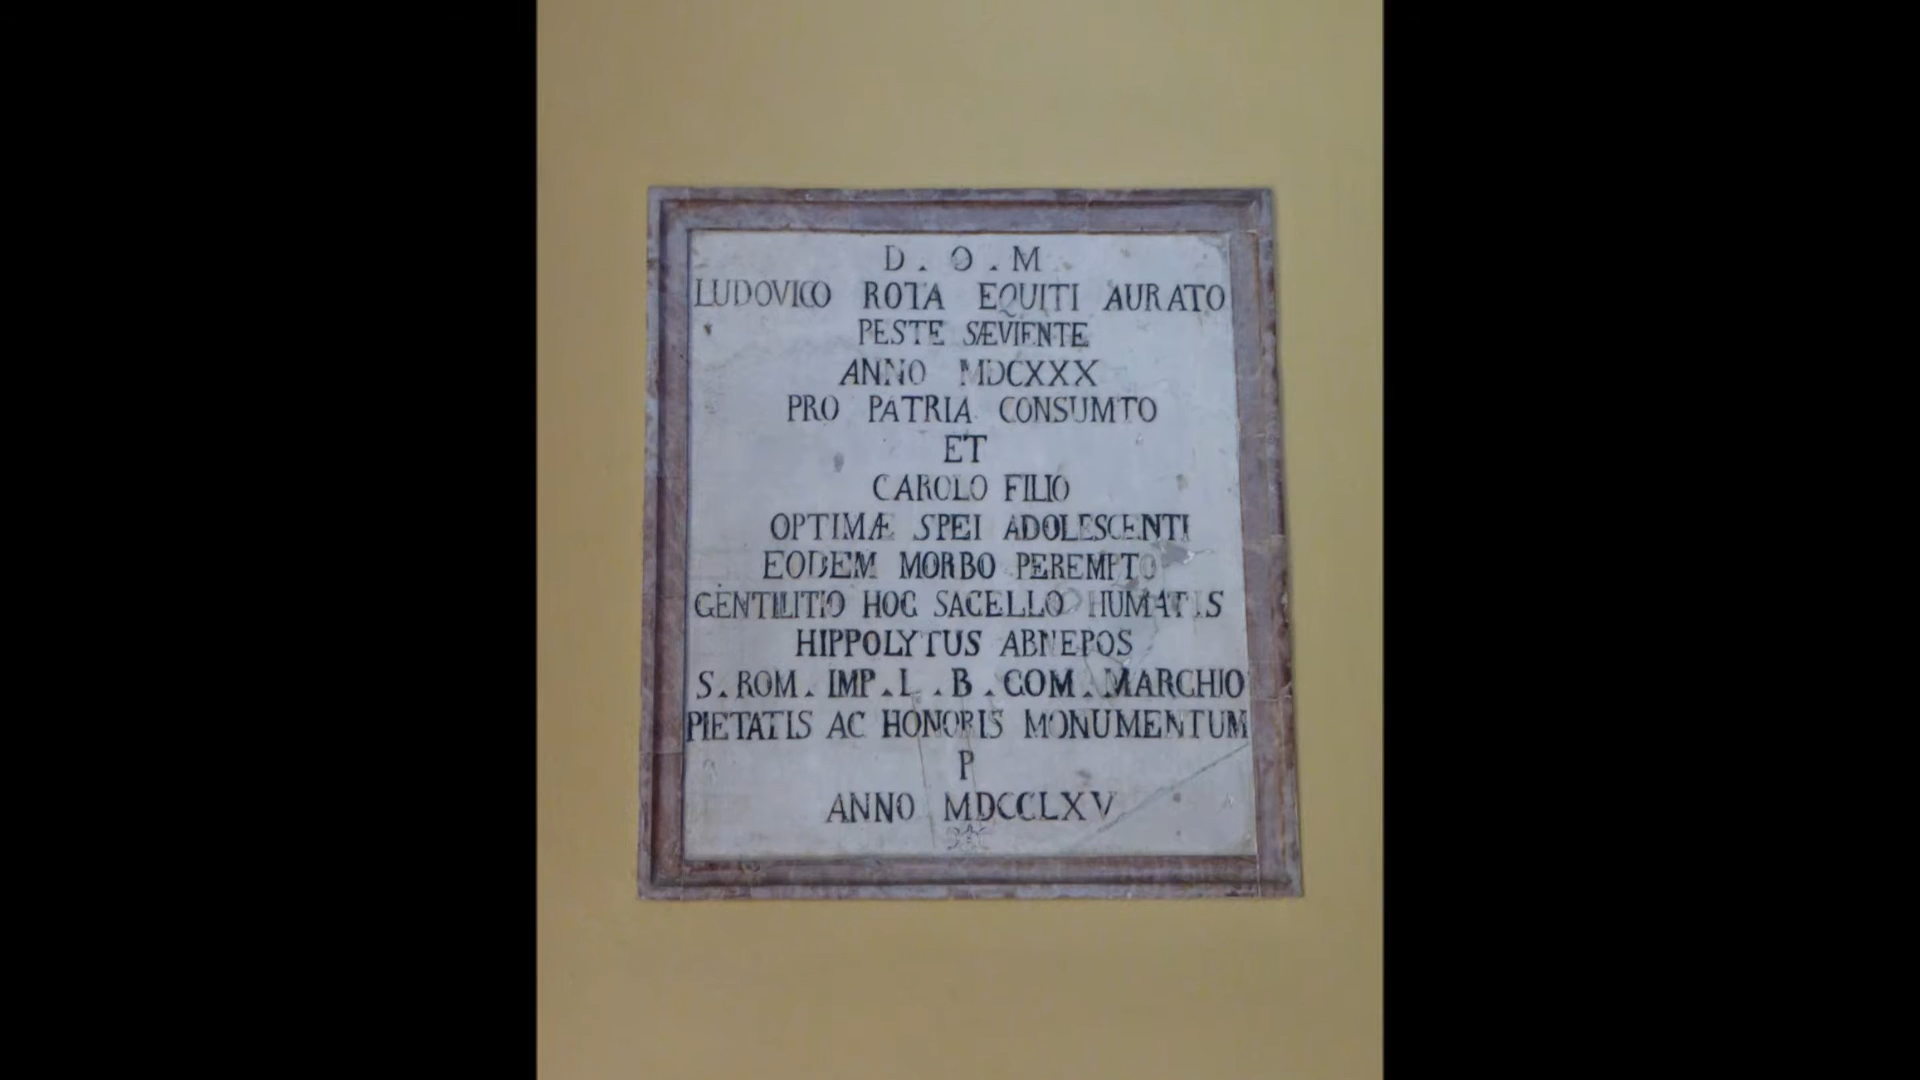 D . O . M
LUDOVICO ROTA EQUITI AURATO
PESTE SÆVIENTE
ANNO MDCXXX
PRO PATRIA CONSUMTO
ET
CAROLO FILIO
OPTIMÆ SPEI ADOLESCENTI
EODEM MORBO PEREMPTO
GENTILITIO HOC SACELLO HUMATIS
HIPPOLYTUS ABNEPOS
S . ROM . IMP . L . B . COM . MARCHIO
PIETATIS AC HONORIS MONUMENTUM
P
ANNO MDCCLXV